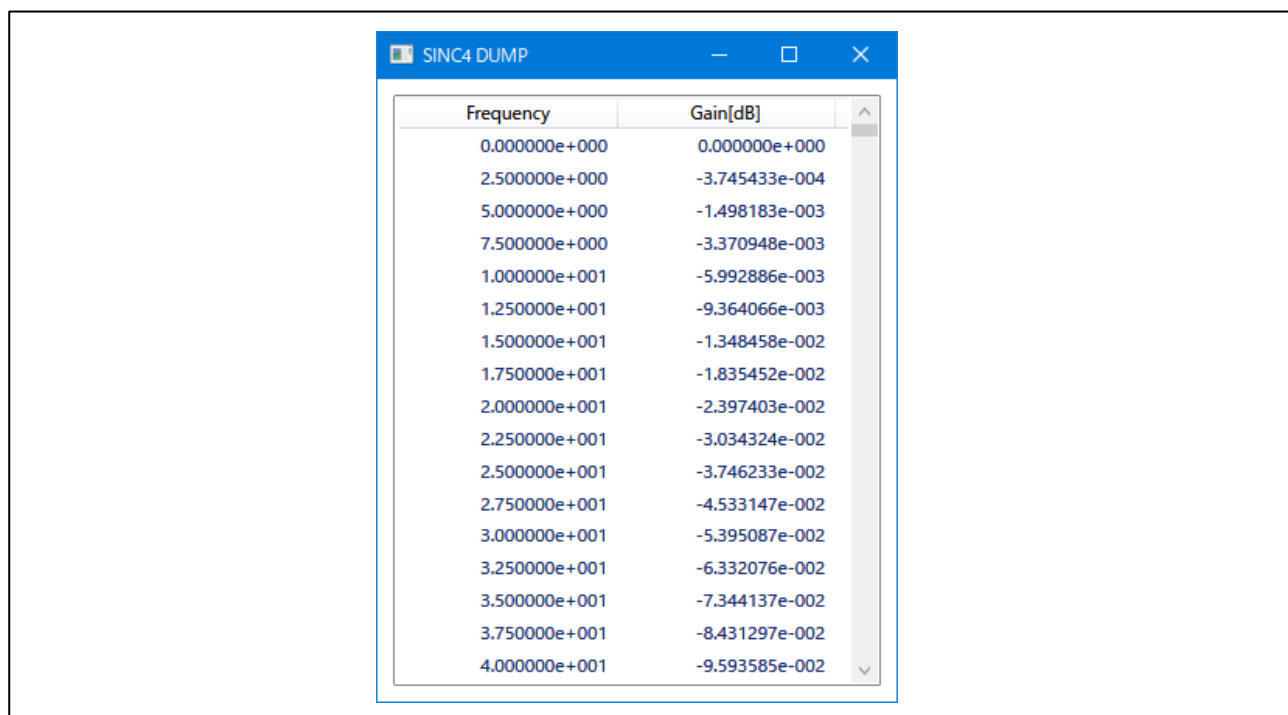 SINC4 DUMP
Frequency Gain[dB]
0.000000e+000 0.000000e+000
2.500000e+000 -3.745433e-004
5.000000e+000 -1.498183e-003
7.500000e+000 -3.370948e-003
1.000000e+001 -5.992886e-003
1.250000e+001 -9.364066e-003
1.500000e+001 -1.348458e-002
1.750000e+001 -1.835452e-002
2.000000e+001 -2.397403e-002
2.250000e+001 -3.034324e-002
2.500000e+001 -3.746233e-002
2.750000e+001 -4.533147e-002
3.000000e+001 -5.395087e-002
3.250000e+001 -6.332076e-002
3.500000e+001 -7.344137e-002
3.750000e+001 -8.431297e-002
4.000000e+001 -9.593585e-002